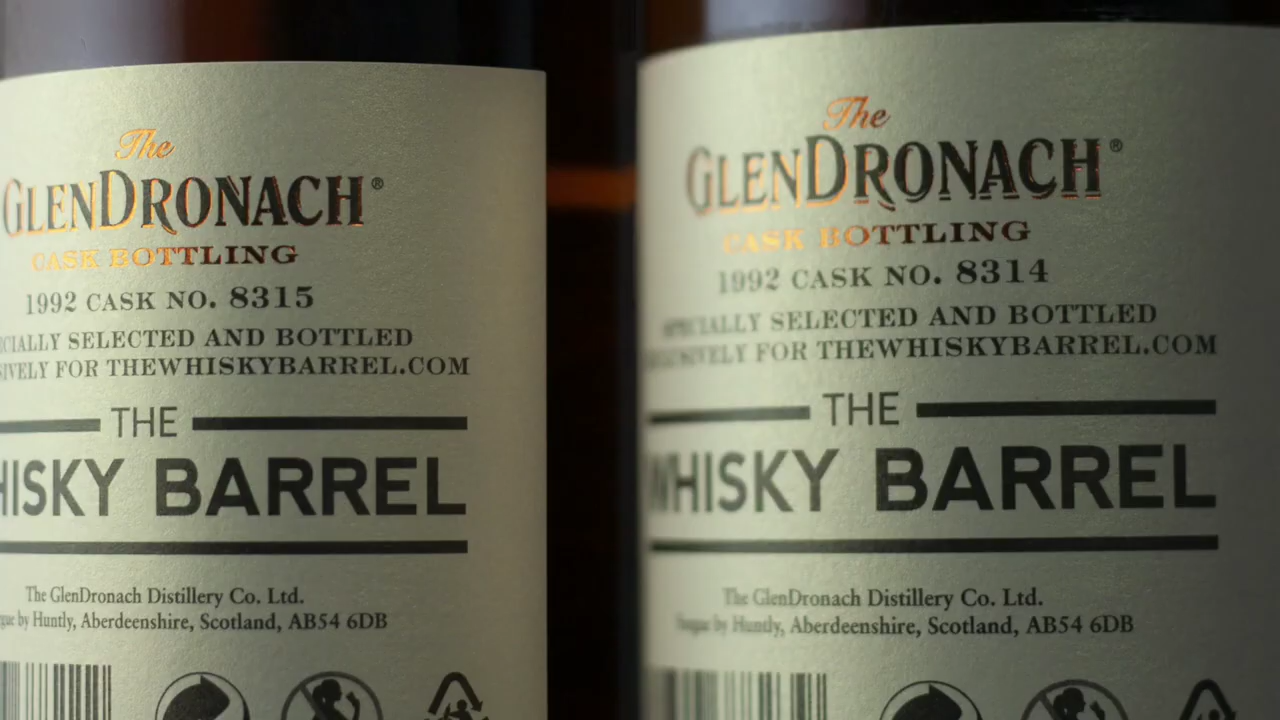 The
GLENDRONACH®
CASK BOTTLING
1992 CASK NO. 8315
SELECTED AND BOTTLED
FOR THEWHISKYBARREL.COM
THE
BARREL
The GlenDronach Distillery Co. Ltd.
by Huntly, Aberdeenshire, Scotland, AB54 6DB
The
GLENDRONACH®
CASK BOTTLING
1992 CASK NO. 8314
SPECIALLY SELECTED AND BOTTLED
FOR THEWHISKYBARREL.COM
THE
WHISKY BARREL
The GlenDronach Distillery Co. Ltd.
by Huntly, Aberdeenshire, Scotland, AB54 6DB